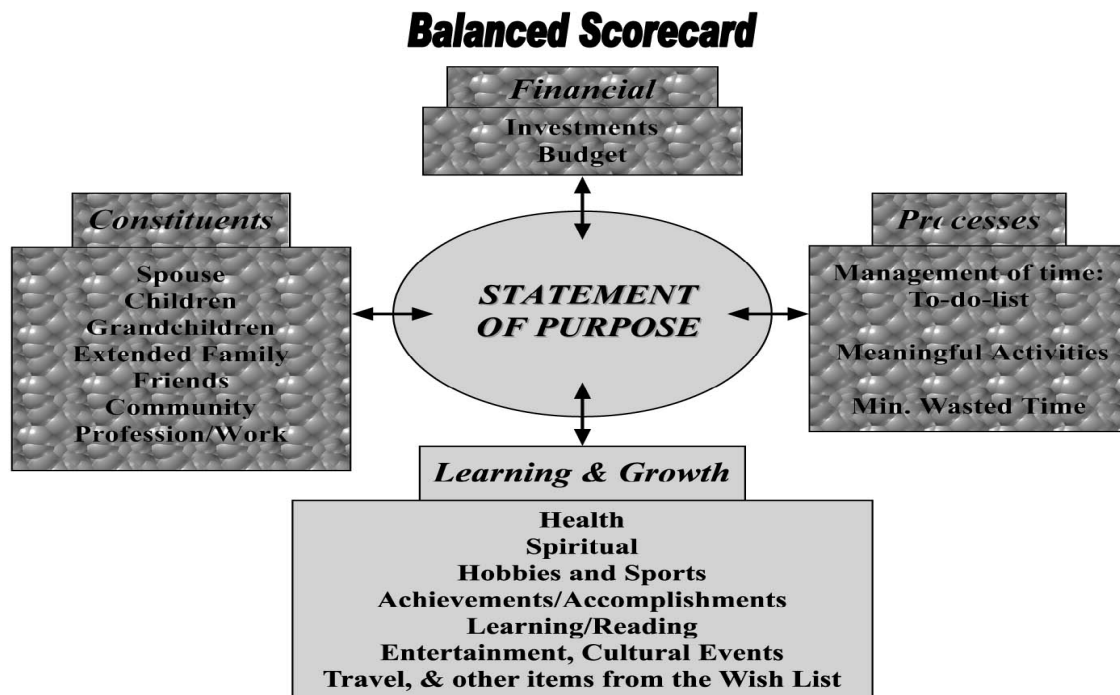 Balanced Scorecard
Financial
Investments
Budget
Constituents
Spouse
Children
Grandchildren
Extended Family
Friends
Community
Profession/Work
STATEMENT
OF PURPOSE
Processes
Management of time:
To-do-list
Meaningful Activities
Min. Wasted Time
Learning & Growth
Health
Spiritual
Hobbies and Sports
Achievements/Accomplishments
Learning/Reading
Entertainment, Cultural Events
Travel, & other items from the Wish List